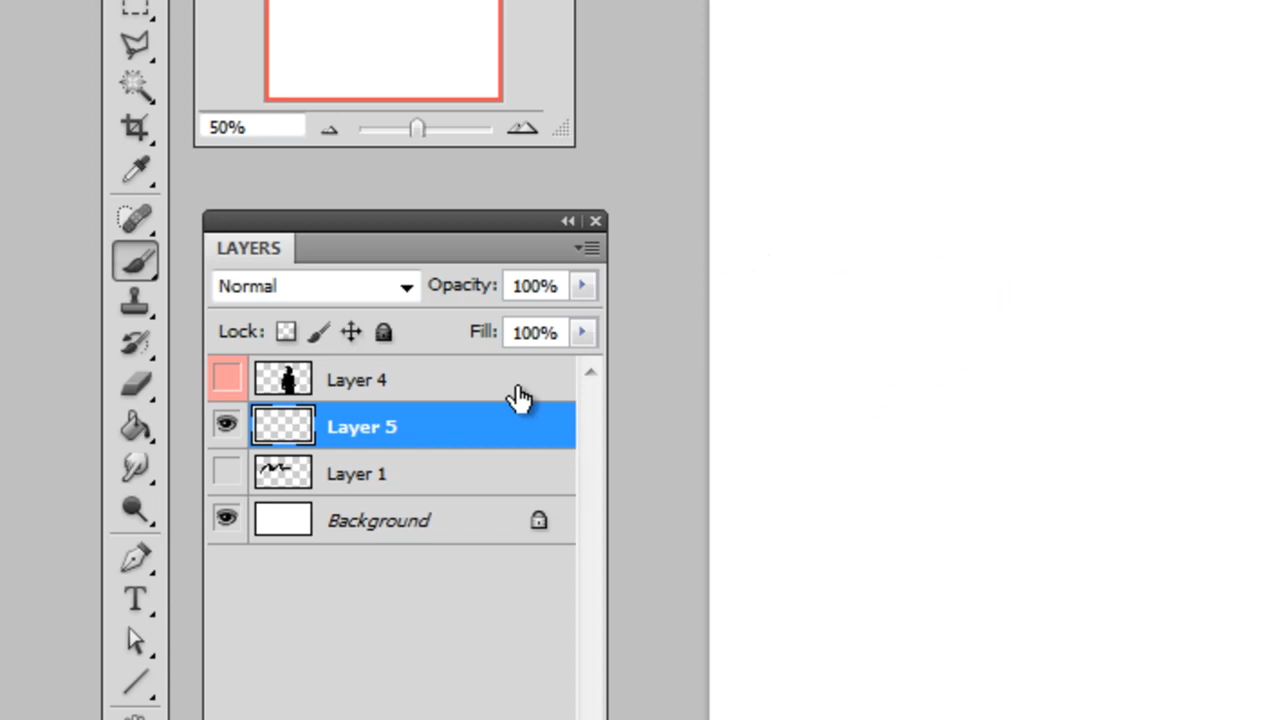 50%
LAYERS
Normal Opacity: 100%
Lock: Fill: 100%
Layer 4
Layer 5
Layer 1
Background